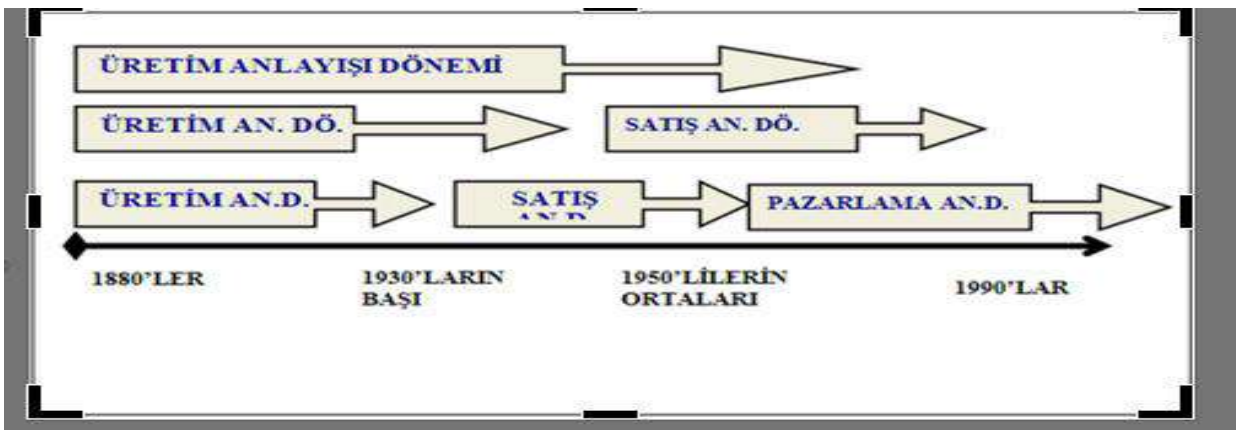 ÜRETİM ANLAYIŞI DÖNEMİ
ÜRETİM AN. DÖ.
SATIŞ AN. DÖ.
ÜRETİM AN.D.
SATIŞ
AN.D.
PAZARLAMA AN.D.
1880’LER
1930’LARIN
BAŞI
1950’LİLERİN
ORTALARI
1990’LAR